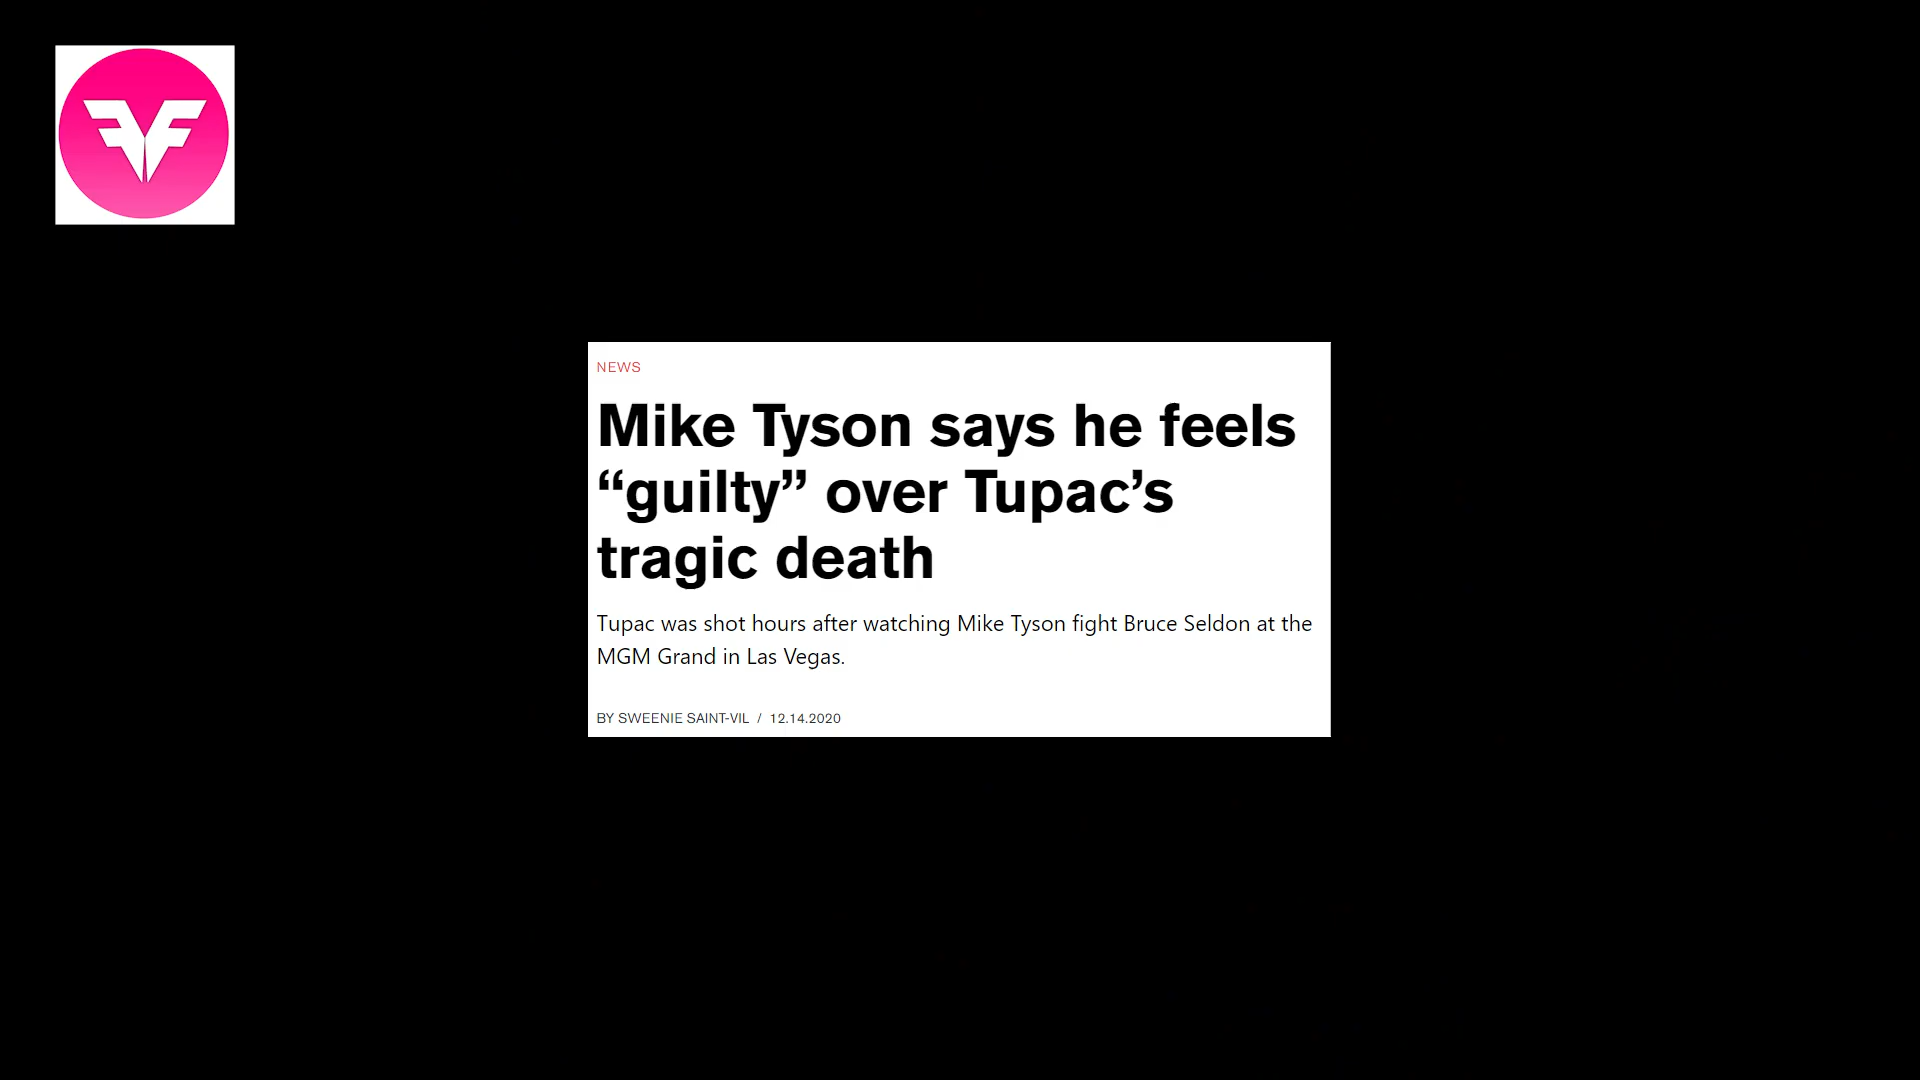 NEWS
Mike Tyson says he feels
“guilty” over Tupac’s
tragic death
Tupac was shot hours after watching Mike Tyson fight Bruce Seldon at the
MGM Grand in Las Vegas.
BY SWEENIE SAINT-VIL / 12.14.2020